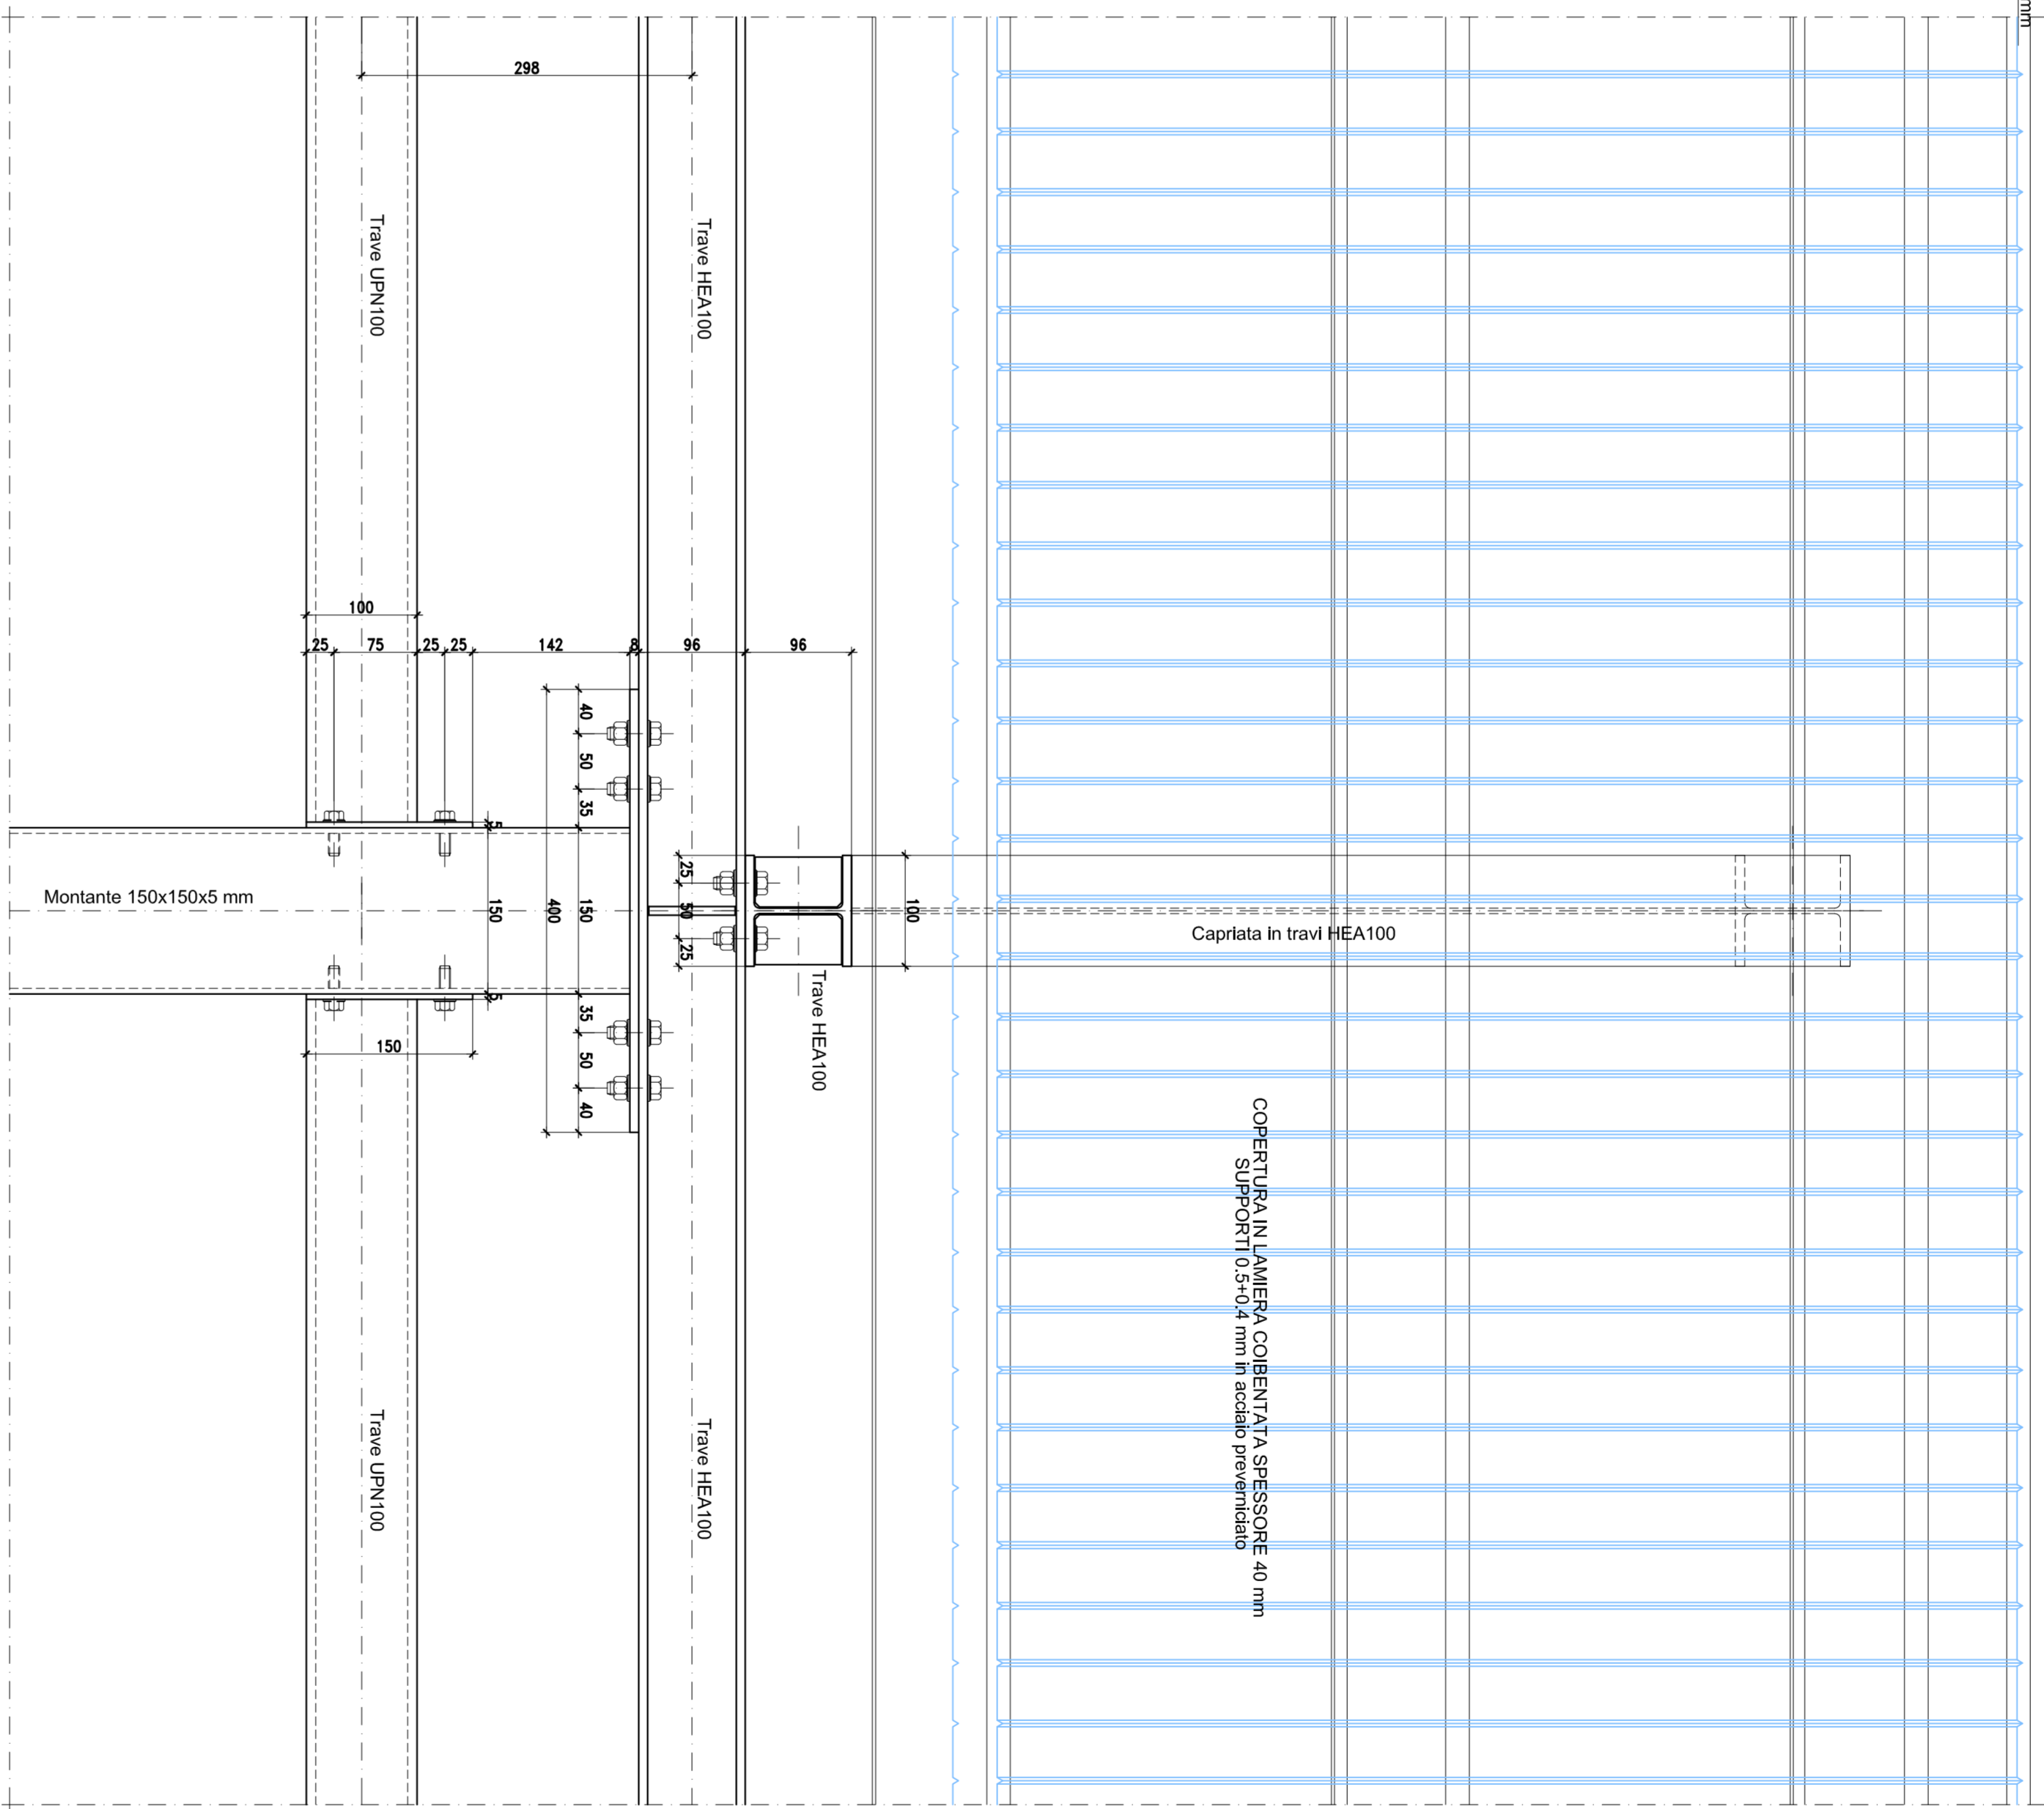 mm
298
Trave UPN100
Trave HEA100
100
25
75
25
25
142
8
96
96
40
50
35
5
Montante 150x150x5 mm
150
400
150
25
50
25
100
Capriata in travi HEA100
Trave HEA100
5
35
150
50
40
COPERTURA IN LAMIERA COIBENTATA SPESSORE 40 mm
SUPPORTI 0.5+0.4 mm in acciaio preverniciato
Trave UPN100
Trave HEA100